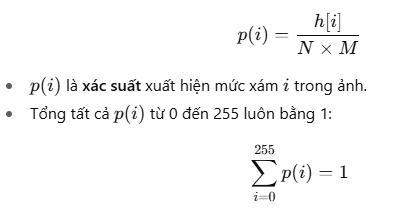 p(i) = h[i] / (N × M)
• p(i) là xác suất xuất hiện mức xám i trong ảnh.
• Tổng tất cả p(i) từ 0 đến 255 luôn bằng 1:
255
∑ p(i) = 1
i=0